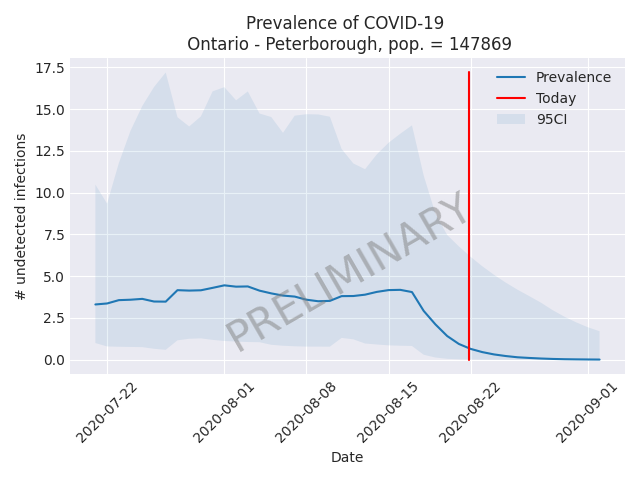 Prevalence of COVID-19
Ontario - Peterborough, pop. = 147869
# undetected infections
17.5
15.0
12.5
10.0
7.5
5.0
2.5
0.0
Prevalence
Today
95CI
PRELIMINARY
2020-07-22
2020-08-01
2020-08-08
2020-08-15
2020-08-22
2020-09-01
Date